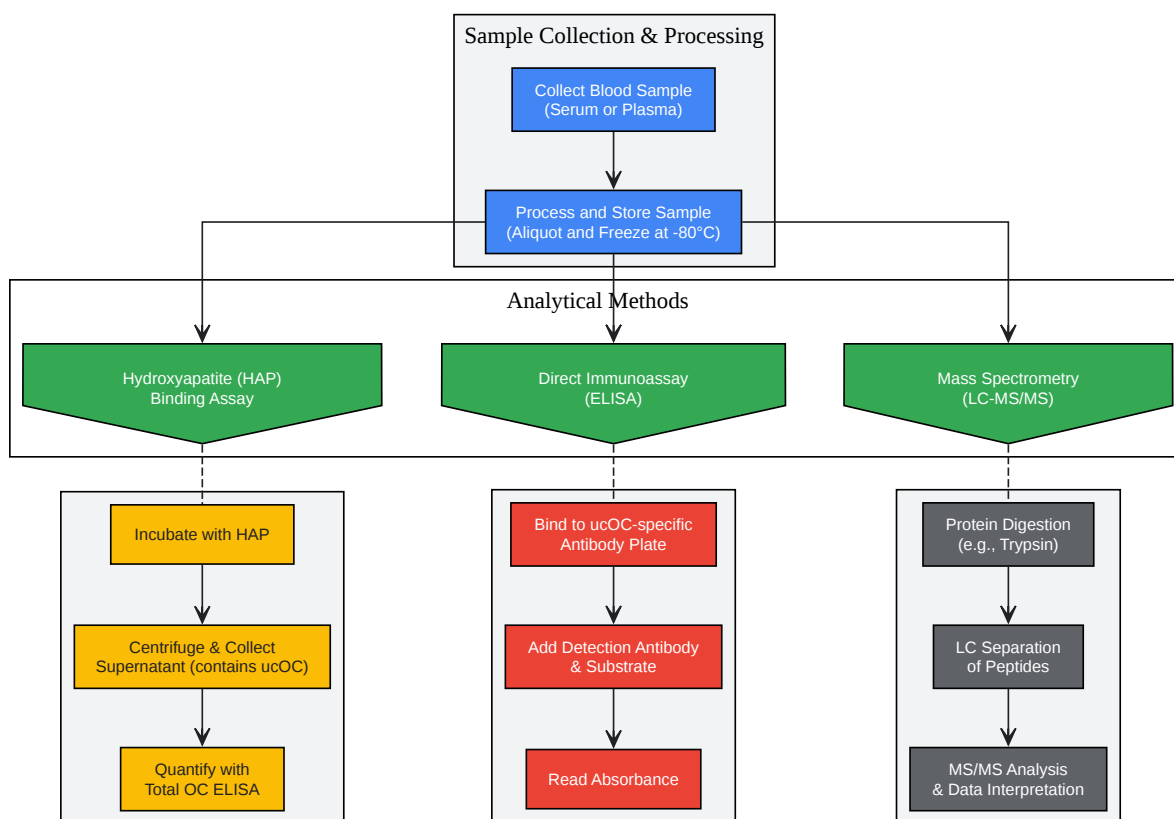 Sample Collection & Processing
Collect Blood Sample
(Serum or Plasma)
Process and Store Sample
(Aliquot and Freeze at -80°C)
Analytical Methods
Hydroxyapatite (HAP)
Binding Assay
Direct Immunoassay
(ELISA)
Mass Spectrometry
(LC-MS/MS)
Incubate with HAP
Centrifuge & Collect
Supernatant (contains ucOC)
Quantify with
Total OC ELISA
Bind to ucOC-specific
Antibody Plate
Add Detection Antibody
& Substrate
Read Absorbance
Protein Digestion
(e.g., Trypsin)
LC Separation
of Peptides
MS/MS Analysis
& Data Interpretation